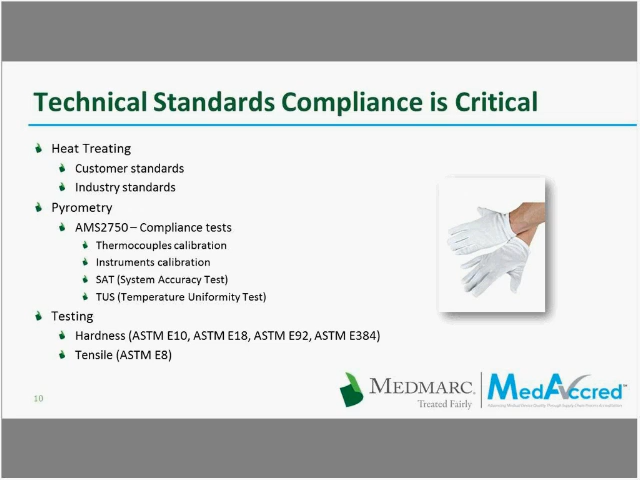 Technical Standards Compliance is Critical
Heat Treating
Customer standards
Industry standards
Pyrometry
AMS2750 – Compliance tests
Thermocouples calibration
Instruments calibration
SAT (System Accuracy Test)
TUS (Temperature Uniformity Test)
Testing
Hardness (ASTM E10, ASTM E18, ASTM E92, ASTM E384)
Tensile (ASTM E8)
10
MEDMARC
Treated Fairly
MedAccred™